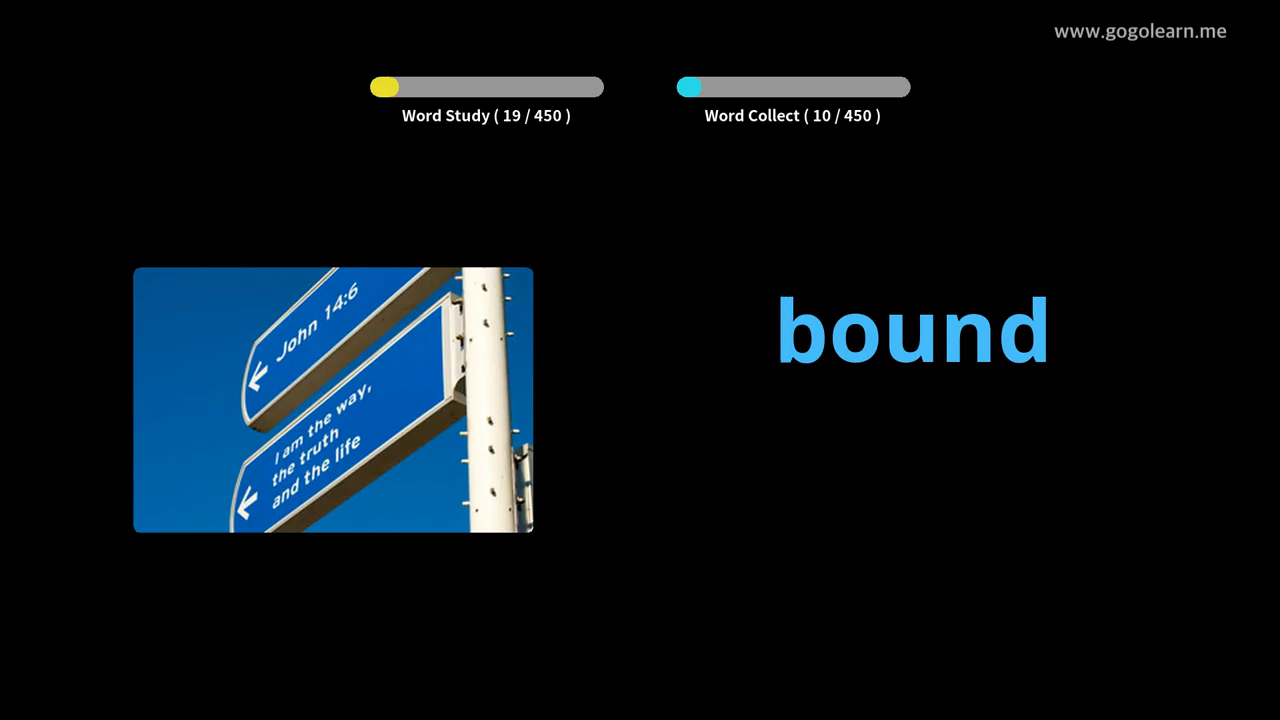 www.gogolearn.me
Word Study ( 19 / 450 )
Word Collect ( 10 / 450 )
John 14:6
I am the way,
the truth
and the life
bound